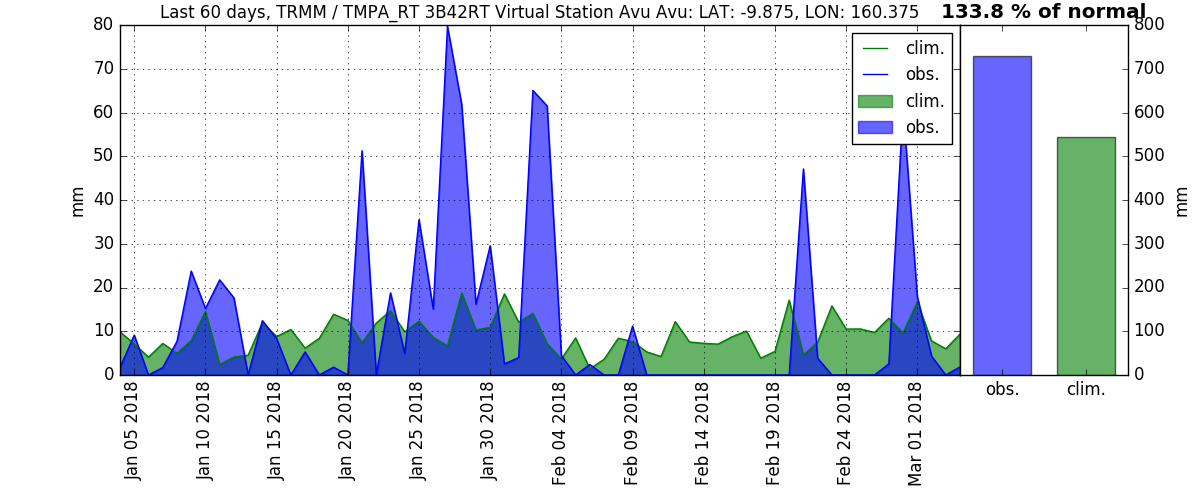 Last 60 days, TRMM / TMPA_RT 3B42RT Virtual Station Avu Avu: LAT: -9.875, LON: 160.375
133.8 % of normal
80
70
60
50
40
30
20
10
0
mm
clim.
obs.
clim.
obs.
800
700
600
500
400
300
200
100
0
mm
Jan 05 2018
Jan 10 2018
Jan 15 2018
Jan 20 2018
Jan 25 2018
Jan 30 2018
Feb 04 2018
Feb 09 2018
Feb 14 2018
Feb 19 2018
Feb 24 2018
Mar 01 2018
obs.
clim.